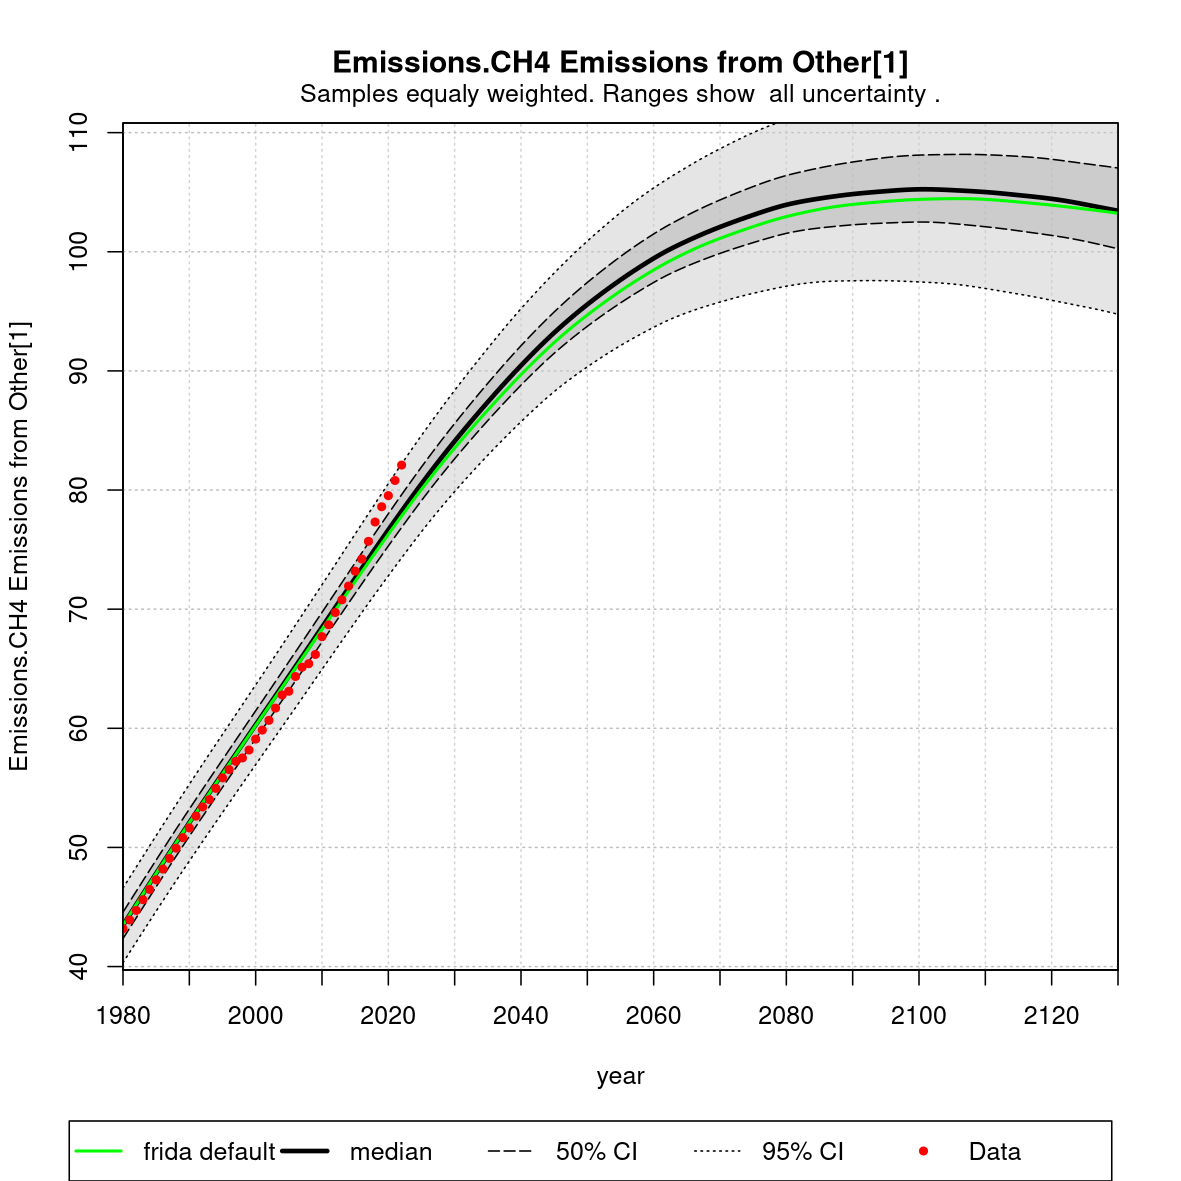 Emissions.CH4 Emissions from Other[1]
Samples equaly weighted. Ranges show  all uncertainty .
Emissions.CH4 Emissions from Other[1]
110
100
90
80
70
60
50
40
1980 2000 2020 2040 2060 2080 2100 2120
year
frida default median 50% CI 95% CI Data